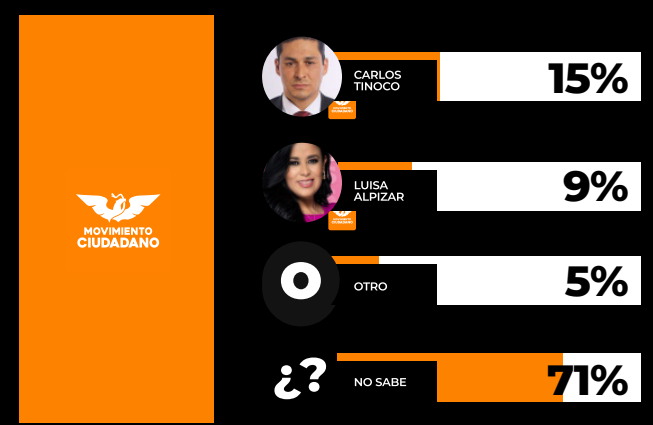 MOVIMIENTO
CIUDADANO
CARLOS
TINOCO
15%
LUISA
ALPIZAR
9%
O
OTRO
5%
¿?
NO SABE
71%